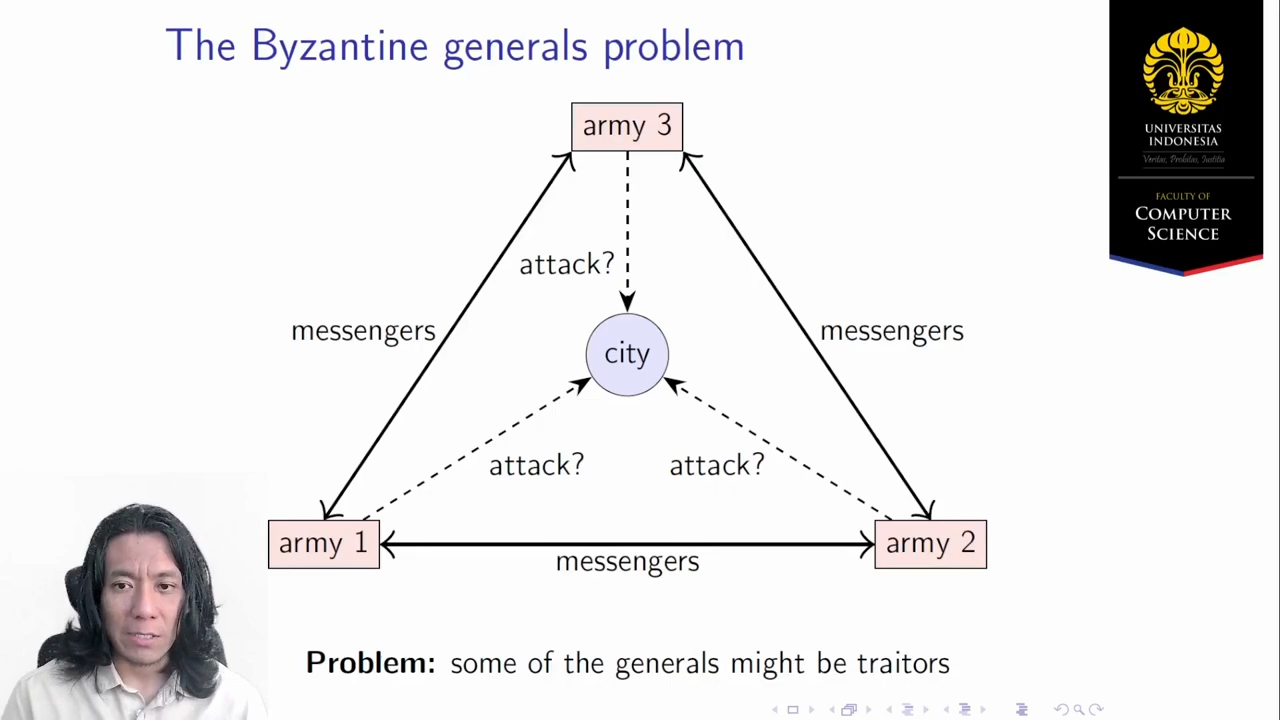 The Byzantine generals problem
army 3
UNIVERSITAS
INDONESIA
Veritas, Probitas, Iustitia
FACULTY OF
COMPUTER
SCIENCE
attack?
messengers
messengers
city
attack?
attack?
army 1
army 2
messengers
Problem: some of the generals might be traitors